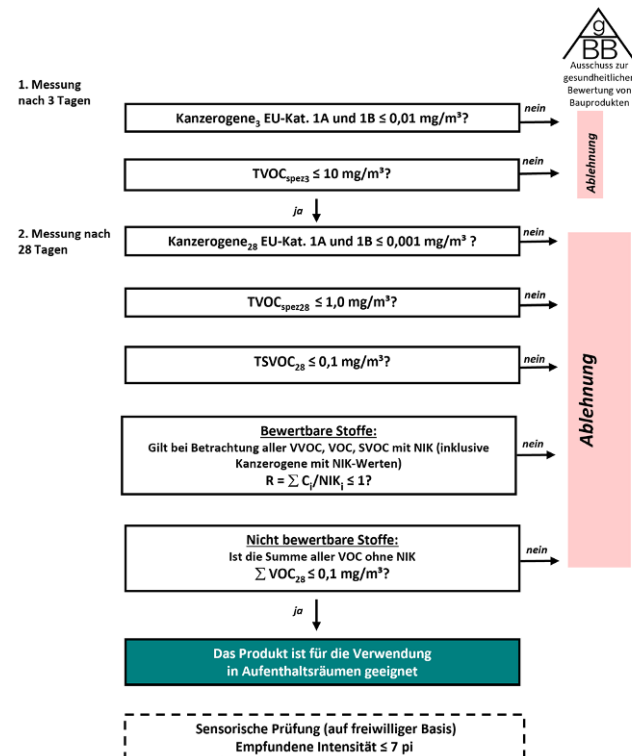 g
BB
Ausschuss zur
gesundheitlichen
Bewertung von
Bauprodukten
1. Messung
nach 3 Tagen
Kanzerogene₃ EU-Kat. 1A und 1B ≤ 0,01 mg/m³?
nein
TVOCspez3 ≤ 10 mg/m³?
nein
Ablehnung
ja
2. Messung nach
28 Tagen
Kanzerogene₂₈ EU-Kat. 1A und 1B ≤ 0,001 mg/m³ ?
nein
TVOCspez28 ≤ 1,0 mg/m³?
nein
TSVOC₂₈ ≤ 0,1 mg/m³?
nein
Ablehnung
Bewertbare Stoffe:
Gilt bei Betrachtung aller VVOC, VOC, SVOC mit NIK (inklusive
Kanzerogene mit NIK-Werten)
R = ∑ Cᵢ/NIKᵢ ≤ 1?
nein
Nicht bewertbare Stoffe:
Ist die Summe aller VOC ohne NIK
∑ VOC₂₈ ≤ 0,1 mg/m³?
nein
ja
Das Produkt ist für die Verwendung
in Aufenthaltsräumen geeignet
Sensorische Prüfung (auf freiwilliger Basis)
Empfundene Intensität ≤ 7 pi